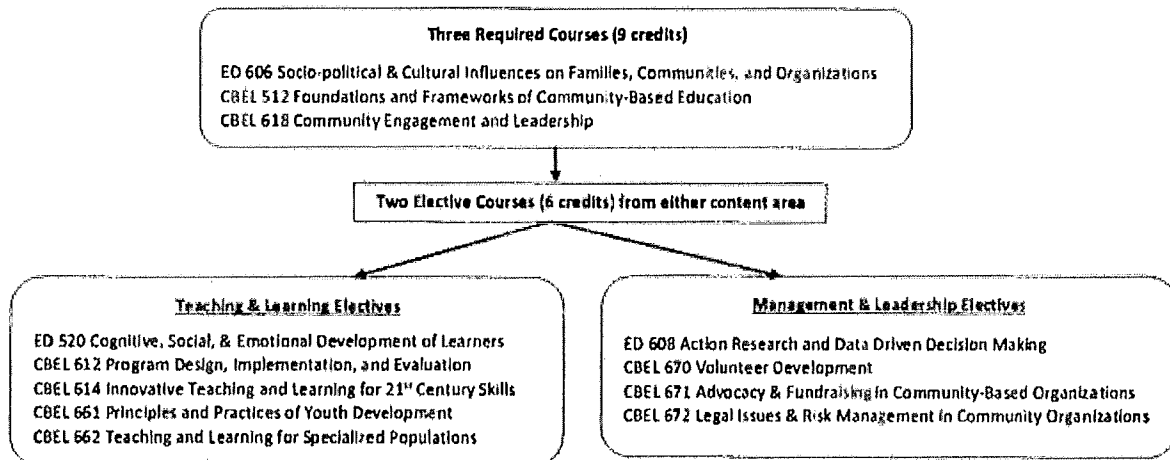 Three Required Courses (9 credits)
ED 606 Socio-political & Cultural Influences on Families, Communities, and Organizations
CBEL 512 Foundations and Frameworks of Community-Based Education
CBEL 618 Community Engagement and Leadership
Two Elective Courses (6 credits) from either content area
Teaching & Learning Electives
ED 520 Cognitive, Social, & Emotional Development of Learners
CBEL 612 Program Design, Implementation, and Evaluation
CBEL 614 Innovative Teaching and Learning for 21st Century Skills
CBEL 661 Principles and Practices of Youth Development
CBEL 662 Teaching and Learning for Specialized Populations
Management & Leadership Electives
ED 608 Action Research and Data Driven Decision Making
CBEL 670 Volunteer Development
CBEL 671 Advocacy & Fundraising in Community-Based Organizations
CBEL 672 Legal Issues & Risk Management in Community Organizations